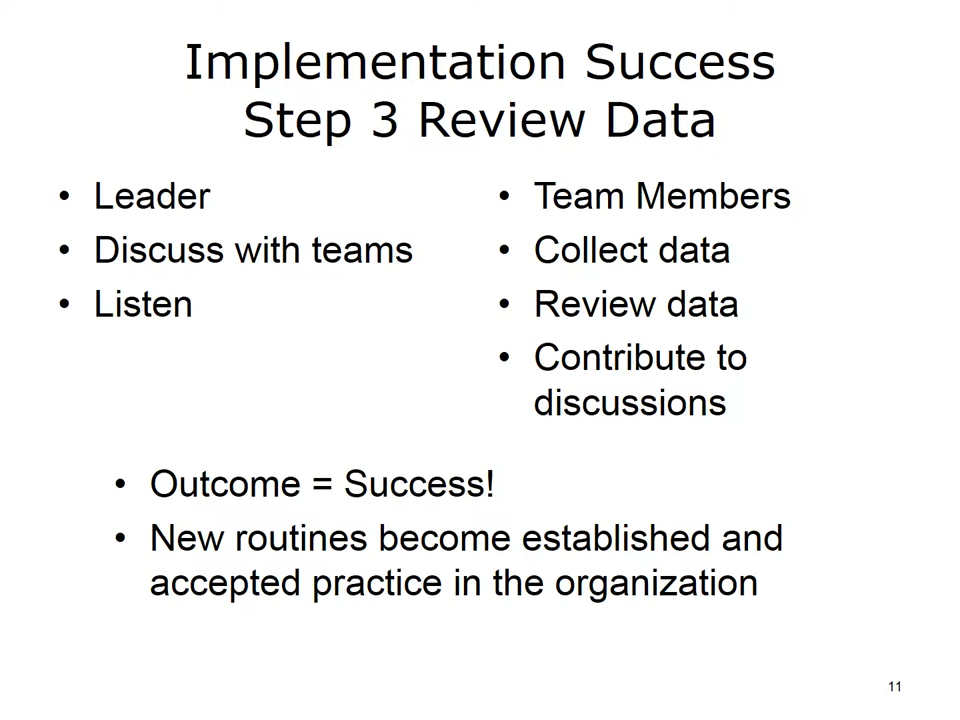 Implementation Success
Step 3 Review Data
• Leader
• Discuss with teams
• Listen
• Team Members
• Collect data
• Review data
• Contribute to
discussions
• Outcome = Success!
• New routines become established and
accepted practice in the organization
11